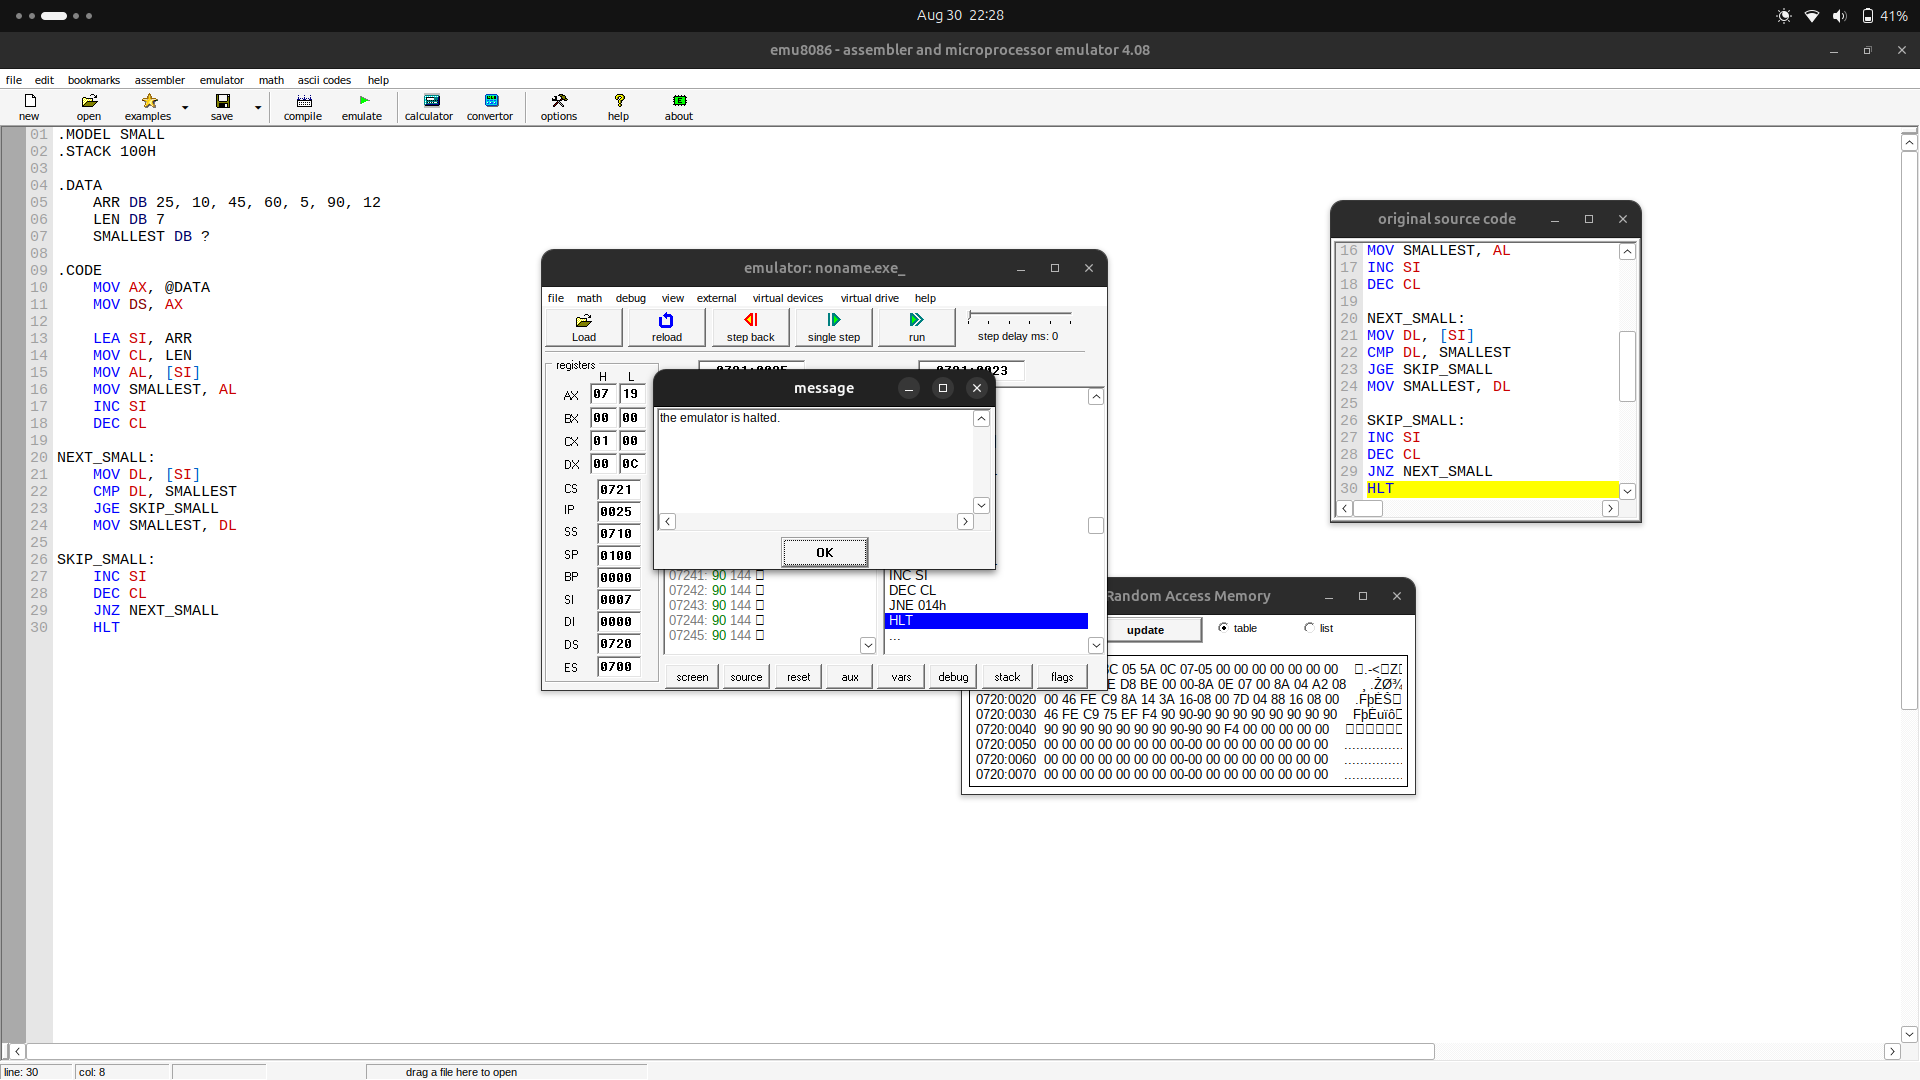 Aug 30 22:28
41%
emu8086 - assembler and microprocessor emulator 4.08
file edit bookmarks assembler emulator math ascii codes help
new open examples save compile emulate calculator convertor options help about
01 .MODEL SMALL
02 .STACK 100H
03
04 .DATA
05 ARR DB 25, 10, 45, 60, 5, 90, 12
06 LEN DB 7
07 SMALLEST DB ?
08
09 .CODE
10 MOV AX, @DATA
11 MOV DS, AX
12
13 LEA SI, ARR
14 MOV CL, LEN
15 MOV AL, [SI]
16 MOV SMALLEST, AL
17 INC SI
18 DEC CL
19
20 NEXT_SMALL:
21 MOV DL, [SI]
22 CMP DL, SMALLEST
23 JGE SKIP_SMALL
24 MOV SMALLEST, DL
25
26 SKIP_SMALL:
27 INC SI
28 DEC CL
29 JNZ NEXT_SMALL
30 HLT
emulator: noname.exe_
file math debug view external virtual devices virtual drive help
Load reload step back single step run step delay ms: 0
registers
H L
AX 07 19
BX 00 00
CX 01 00
DX 00 0C
CS 0721
IP 0025
SS 0710
SP 0100
BP 0000
SI 0007
DI 0000
DS 0720
ES 0700
message
the emulator is halted.
OK
07241: 90 144
07242: 90 144
07243: 90 144
07244: 90 144
07245: 90 144
INC SI
DEC CL
JNE 014h
HLT
...
screen source reset aux vars debug stack flags
original source code
16 MOV SMALLEST, AL
17 INC SI
18 DEC CL
19
20 NEXT_SMALL:
21 MOV DL, [SI]
22 CMP DL, SMALLEST
23 JGE SKIP_SMALL
24 MOV SMALLEST, DL
25
26 SKIP_SMALL:
27 INC SI
28 DEC CL
29 JNZ NEXT_SMALL
30 HLT
Random Access Memory
update table list
05 5A 0C 07-05 00 00 00 00 00 00 00
D8 BE 00 00-8A 0E 07 00 8A 04 A2 08
0720:0020 00 46 FE C9 8A 14 3A 16-08 00 7D 04 88 16 08 00
0720:0030 46 FE C9 75 EF F4 90 90-90 90 90 90 90 90 90 90
0720:0040 90 90 90 90 90 90 90 90-90 90 F4 00 00 00 00 00
0720:0050 00 00 00 00 00 00 00 00-00 00 00 00 00 00 00 00
0720:0060 00 00 00 00 00 00 00 00-00 00 00 00 00 00 00 00
0720:0070 00 00 00 00 00 00 00 00-00 00 00 00 00 00 00 00
line: 30 col: 8 drag a file here to open